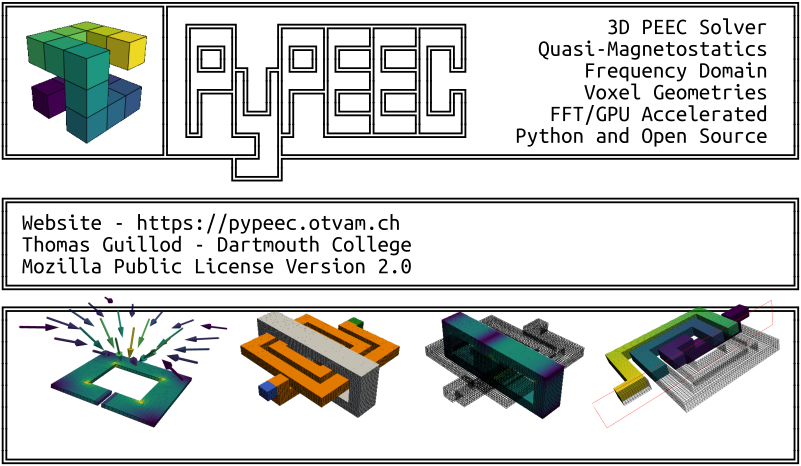 PyPEEC
3D PEEC Solver
Quasi-Magnetostatics
Frequency Domain
Voxel Geometries
FFT/GPU Accelerated
Python and Open Source
Website - https://pypeec.otvam.ch
Thomas Guillod - Dartmouth College
Mozilla Public License Version 2.0